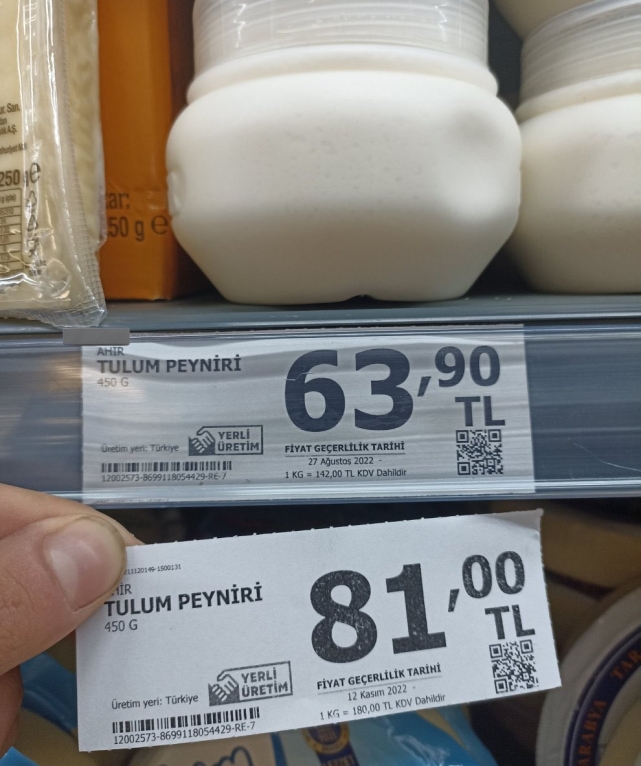 250 g e
50 g e
AHIR
TULUM PEYNİRİ
450 G
63,90
TL
Üretim yeri: Türkiye
YERLİ
ÜRETİM
FİYAT GEÇERLİLİK TARİHİ
27 Ağustos 2022 -
1 KG = 142,00 TL KDV Dahildir
12002573-8699118054429-RE-7
TULUM PEYNİRİ
450 G
81,00
TL
Üretim yeri: Türkiye
YERLİ
ÜRETİM
FİYAT GEÇERLİLİK TARİHİ
12 Kasım 2022 -
1 KG = 180,00 TL KDV Dahildir
12002573-8699118054429-RE-7